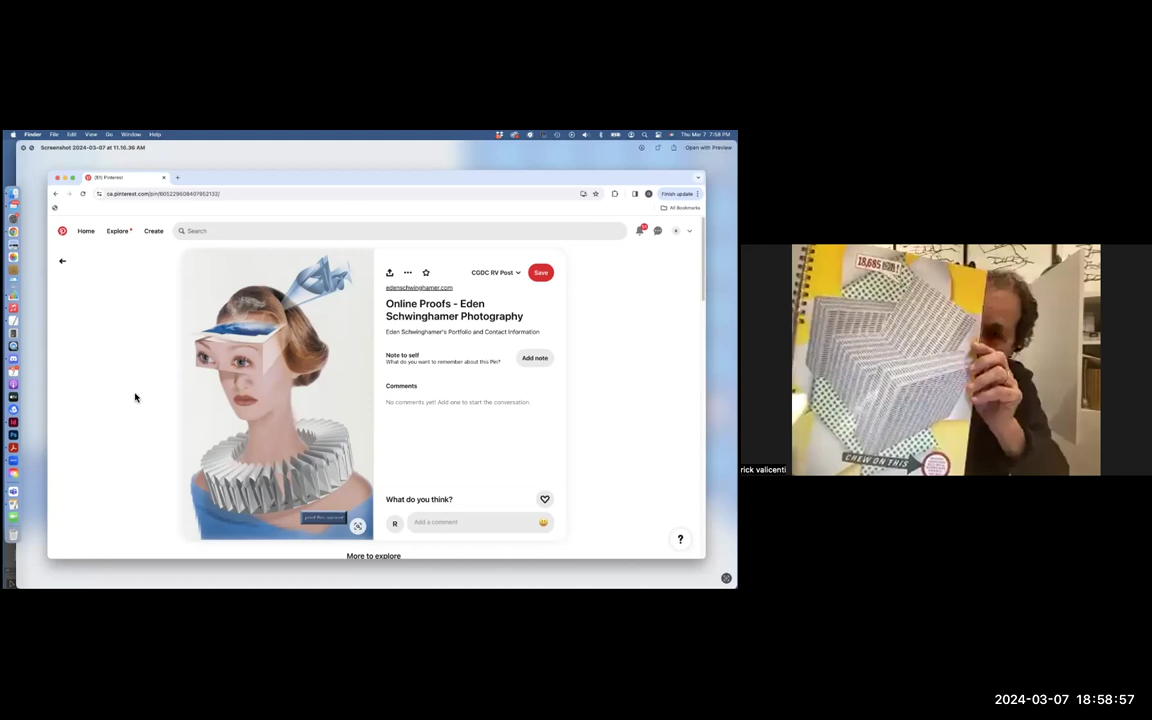 Finder File Edit View Go Window Help
Thu Mar 7 7:58 PM
Screenshot 2024-03-07 at 11.16.36 AM
Open with Preview
Pinterest
Finish update
All Bookmarks
Home Explore Create
Search
CGDC RV Post Save
edenschwinghamer.com
Online Proofs - Eden
Schwinghamer Photography
Eden Schwinghamer's Portfolio and Contact Information
Note to self
What do you want to remember about this Pin?
Add note
Comments
No comments yet! Add one to start the conversation
What do you think?
R Add a comment
?
More to explore
18,685
CHEW ON THIS
rick valicenti
2024-03-07 18:58:57